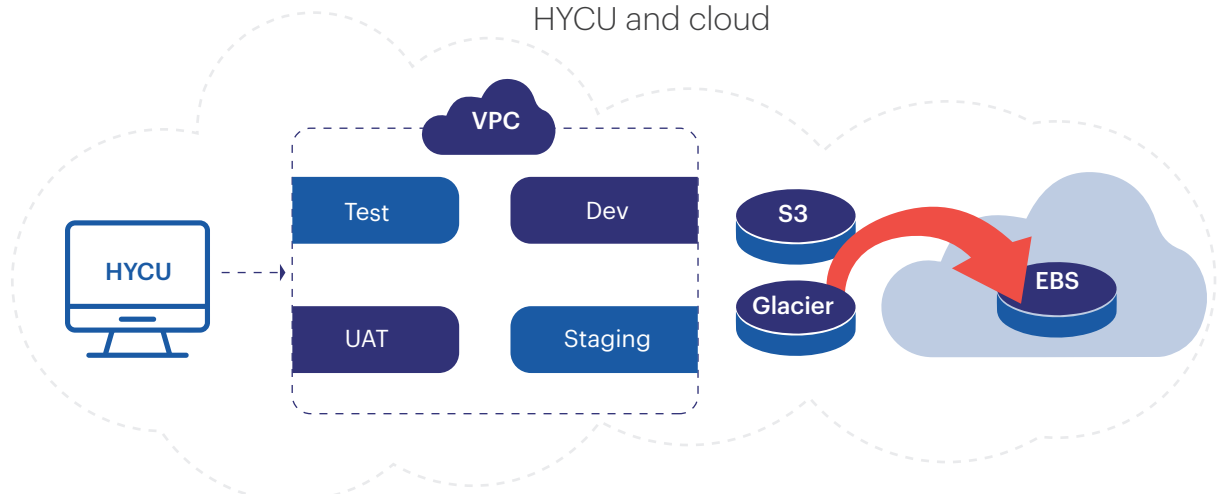 HYCU and cloud
VPC
Test
Dev
S3
HYCU
EBS
Glacier
UAT
Staging